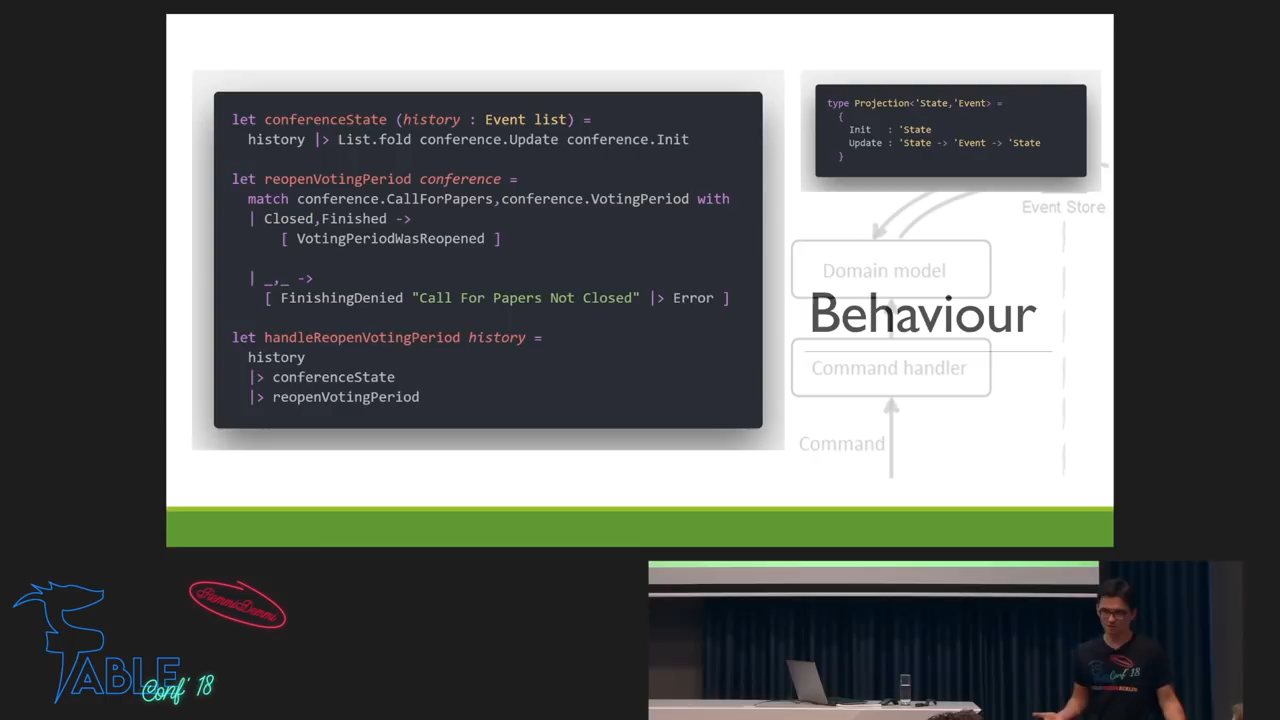 let conferenceState (history : Event list) =
history |> List.fold conference.Update conference.Init
let reopenVotingPeriod conference =
match conference.CallForPapers,conference.VotingPeriod with
| Closed,Finished ->
[ VotingPeriodWasReopened ]
| _,_ ->
[ FinishingDenied "Call For Papers Not Closed" |> Error ]
let handleReopenVotingPeriod history =
history
|> conferenceState
|> reopenVotingPeriod
type Projection<'State,'Event> =
{
Init : 'State
Update : 'State -> 'Event -> 'State
}
Event Store
Domain model
Behaviour
Command handler
Command
FABLE
Conf' 18
Conf' 18